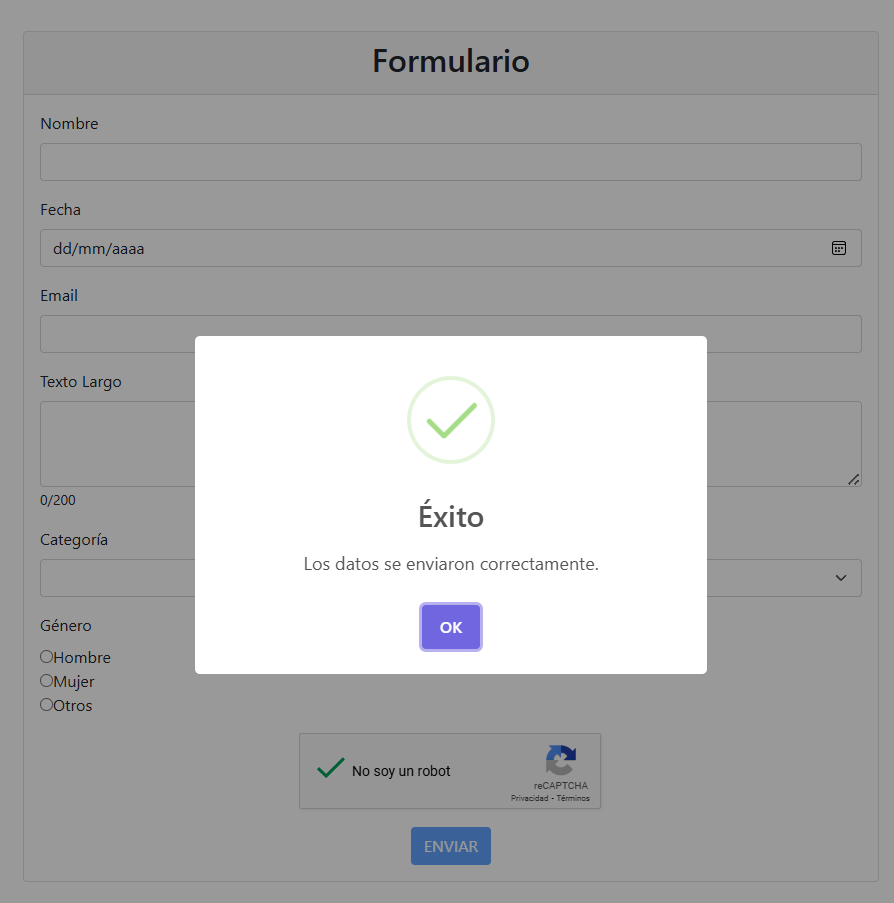 Formulario
Nombre
Fecha
dd/mm/aaaa
Email
Texto Largo
0/200
Categoría
Género
Hombre
Mujer
Otros
Éxito
Los datos se enviaron correctamente.
OK
No soy un robot
reCAPTCHA
Privacidad - Términos
ENVIAR